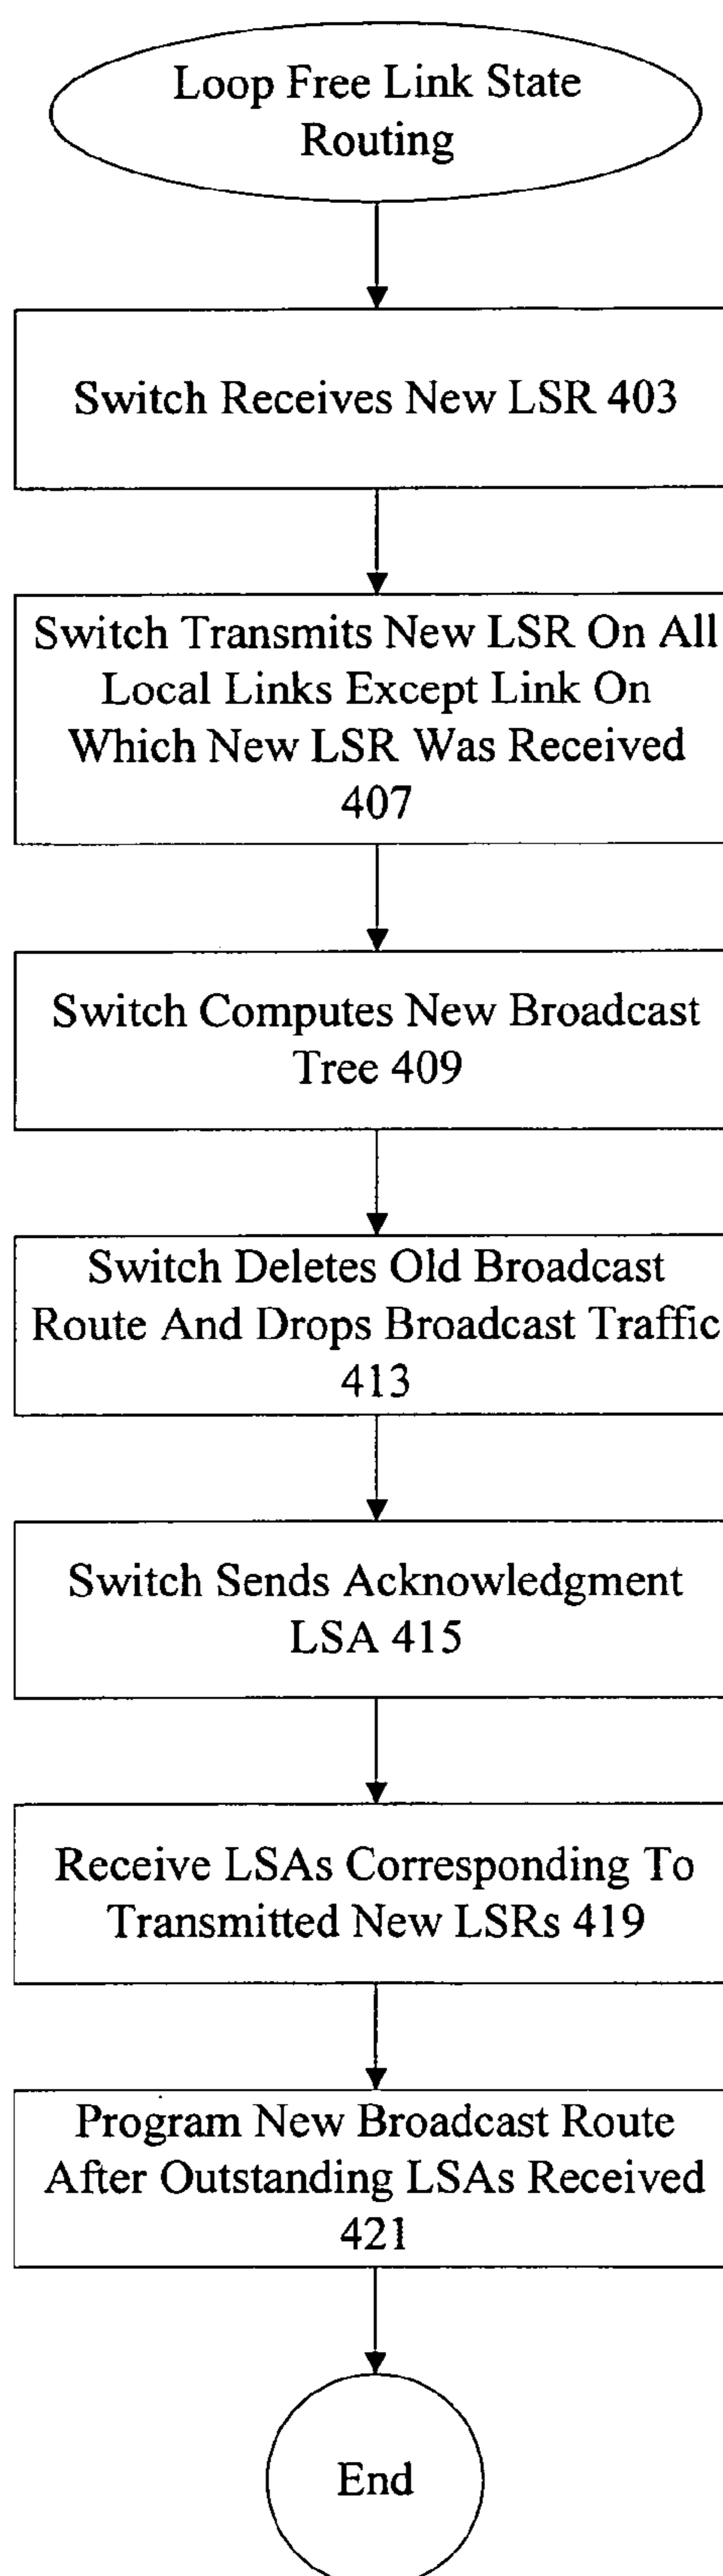 Loop Free Link State
Routing
Switch Receives New LSR 403
Switch Transmits New LSR On All
Local Links Except Link On
Which New LSR Was Received
407
Switch Computes New Broadcast
Tree 409
Switch Deletes Old Broadcast
Route And Drops Broadcast Traffic
413
Switch Sends Acknowledgment
LSA 415
Receive LSAs Corresponding To
Transmitted New LSRs 419
Program New Broadcast Route
After Outstanding LSAs Received
421
End